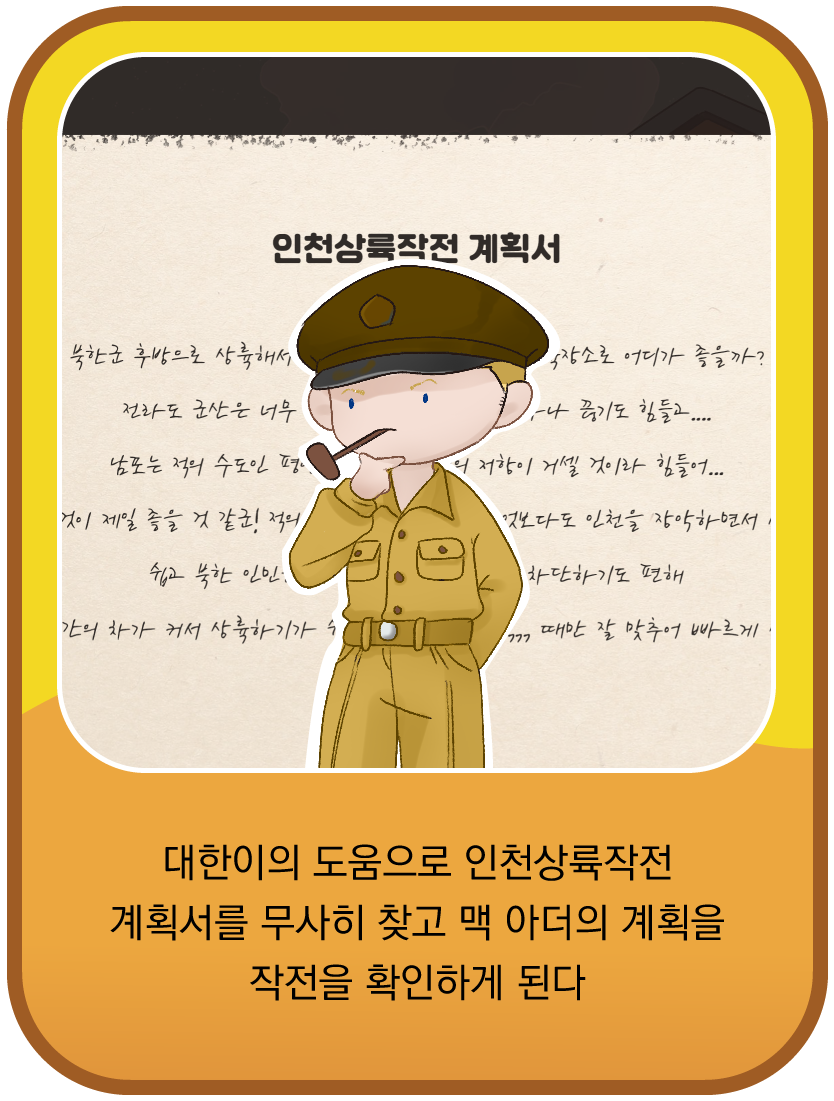 인천상륙작전 계획서
북한군 후방으로 상륙해서 장소로 어디가 좋을까?
전라도 군산은 너무 나 끊기도 힘들고....
남포는 적의 수도인 의 저항이 거셀 것이라 힘들어...
것이 제일 좋을 것 같군! 적의 엇보다도 인천을 장악하면서
쉽고 북한 인민 차단하기도 편해
간의 차가 커서 상륙하기가 ,,, 때만 잘 맞추어 빠르게
대한이의 도움으로 인천상륙작전
계획서를 무사히 찾고 맥 아더의 계획을
작전을 확인하게 된다